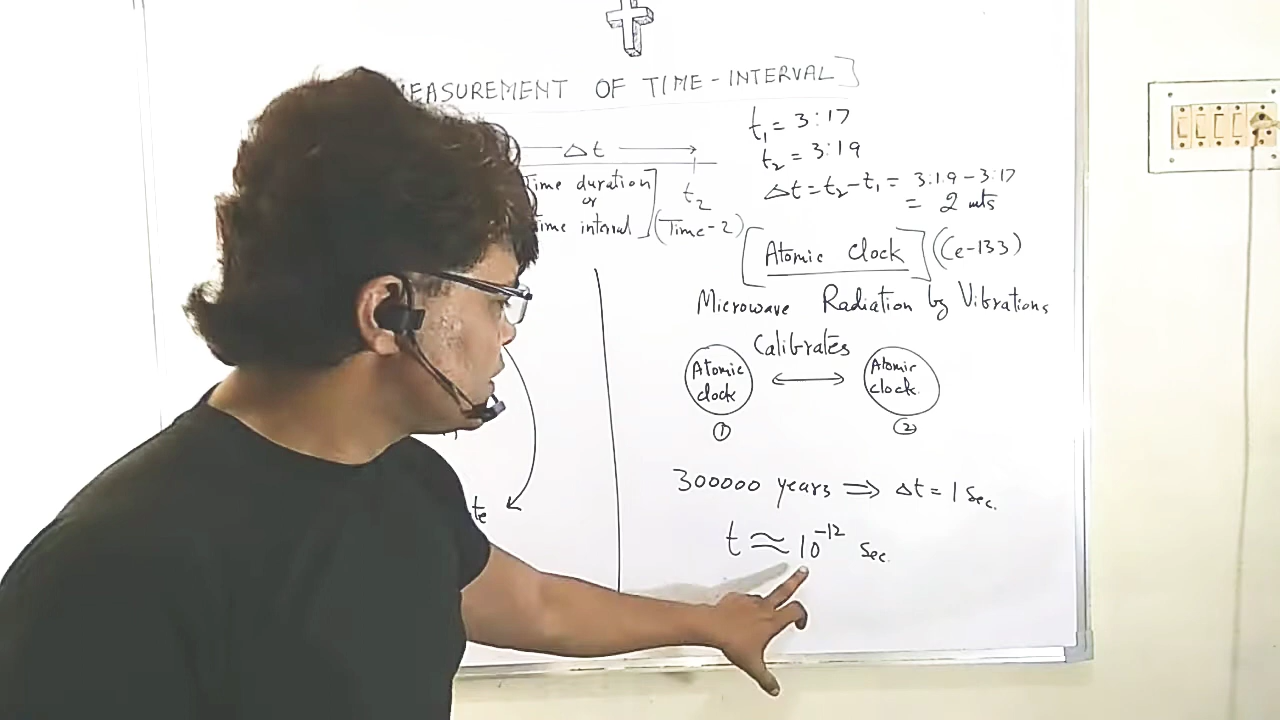 MEASUREMENT OF TIME-INTERVAL]
Δt
t₂
Time duration
or
Time interval
(Time-2)
t₁ = 3:17
t₂ = 3:19
Δt = t₂-t₁ = 3:19-3:17
= 2 mts
[Atomic Clock] (Ce-133)
Microwave Radiation by Vibrations
Calibrates
Atomic clock
Atomic clock.
①
②
300000 years ⇒ Δt = 1 Sec.
t ≈ 10⁻¹² Sec.